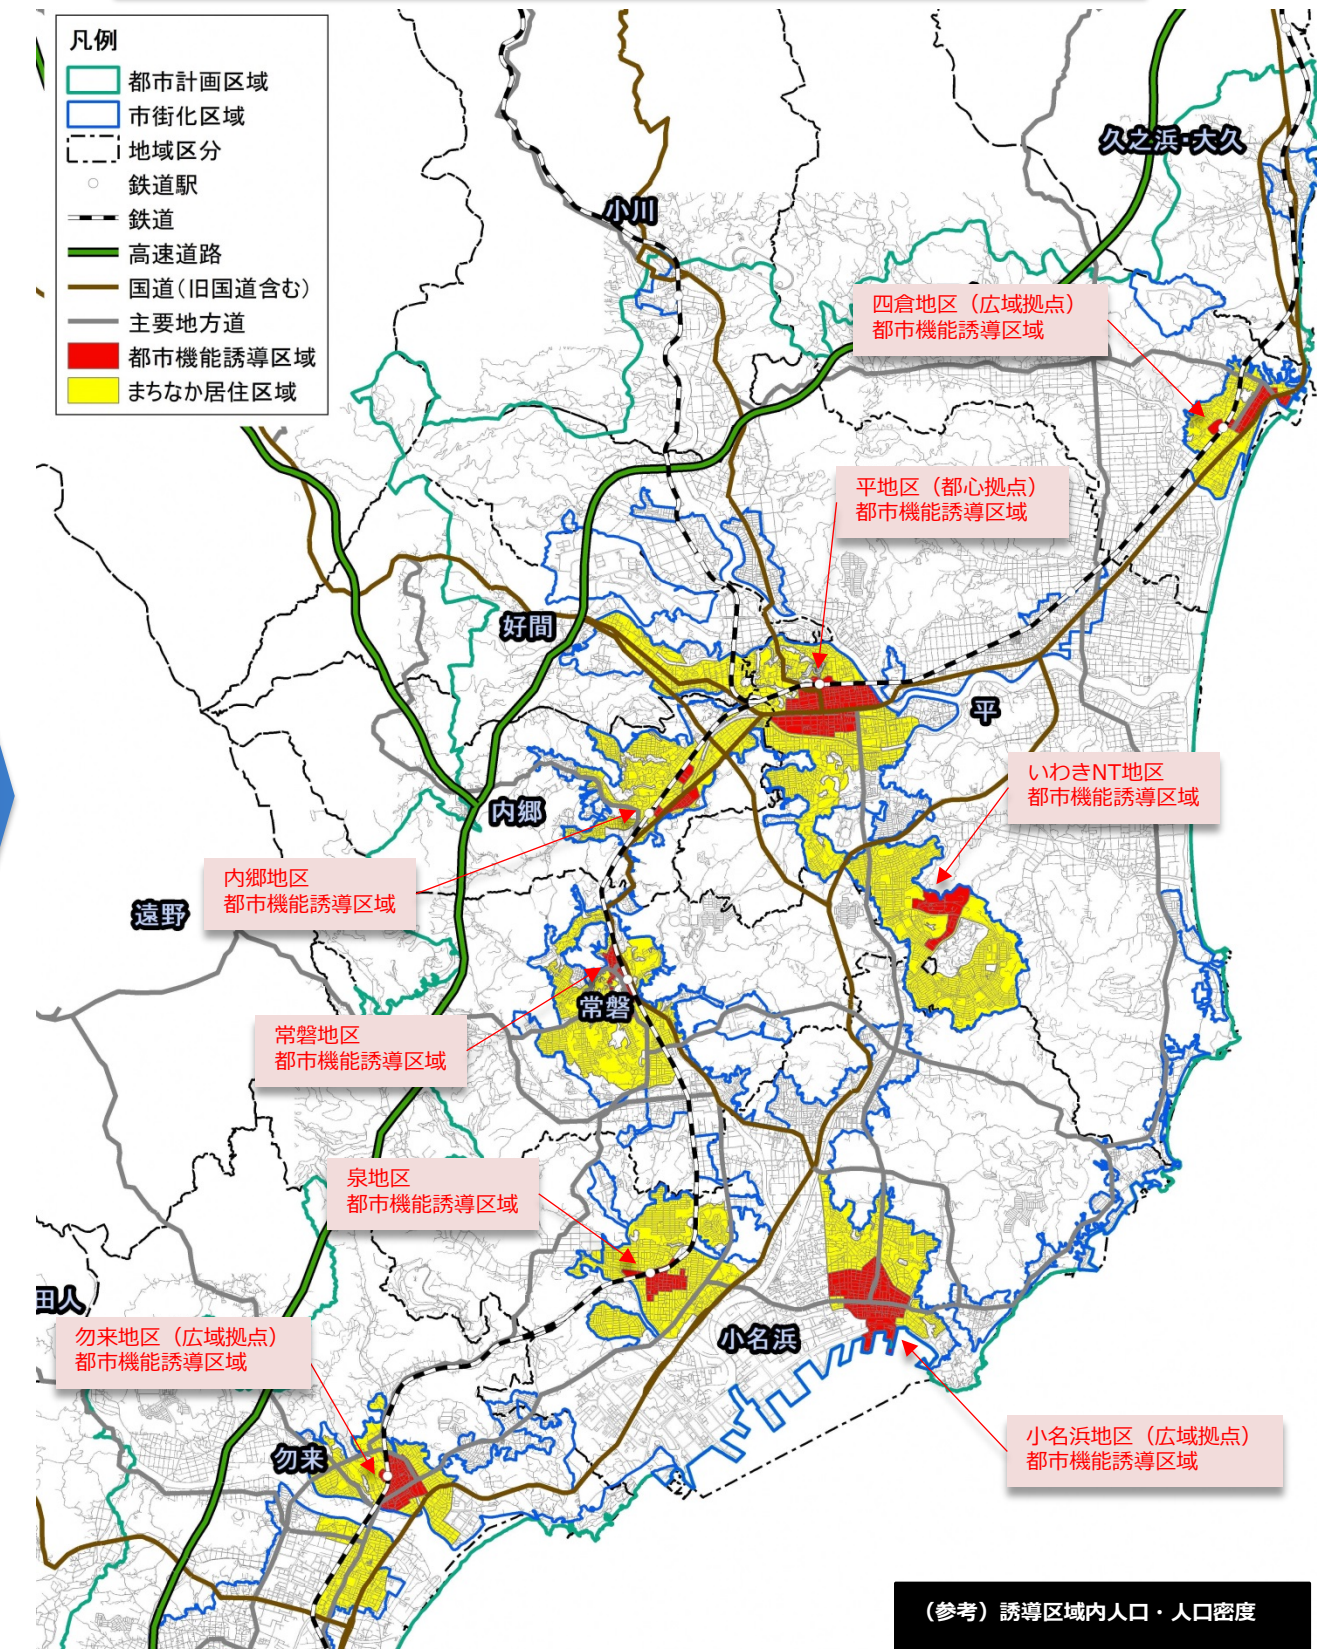 凡例
都市計画区域
市街化区域
地域区分
鉄道駅
鉄道
高速道路
国道（旧国道含む）
主要地方道
都市機能誘導区域
まちなか居住区域
久之浜・大久
小川
四倉地区（広域拠点）
都市機能誘導区域
平地区（都心拠点）
都市機能誘導区域
好間
平
いわきNT地区
都市機能誘導区域
内郷
内郷地区
都市機能誘導区域
遠野
常磐
常磐地区
都市機能誘導区域
泉地区
都市機能誘導区域
田人
勿来地区（広域拠点）
都市機能誘導区域
小名浜
小名浜地区（広域拠点）
都市機能誘導区域
勿来
（参考）誘導区域内人口・人口密度